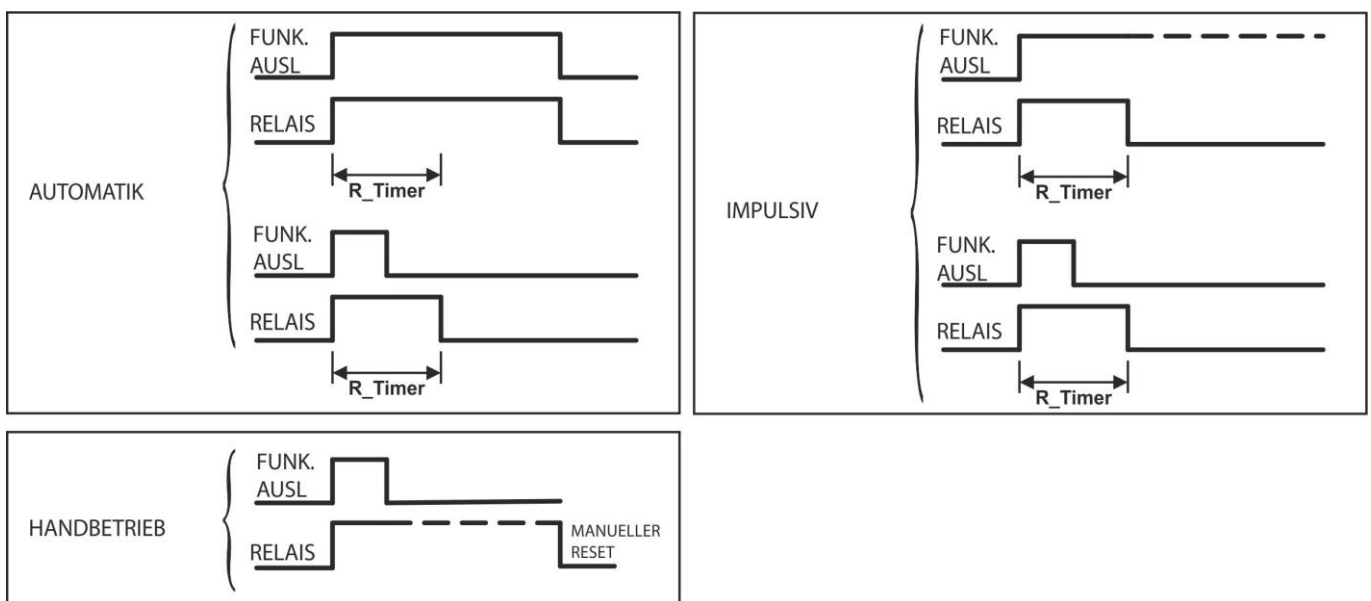 AUTOMATIK
FUNK.
AUSL
RELAIS
R_Timer
FUNK.
AUSL
RELAIS
R_Timer
IMPULSIV
FUNK.
AUSL
RELAIS
R_Timer
FUNK.
AUSL
RELAIS
R_Timer
HANDBETRIEB
FUNK.
AUSL
RELAIS
MANUELLER
RESET